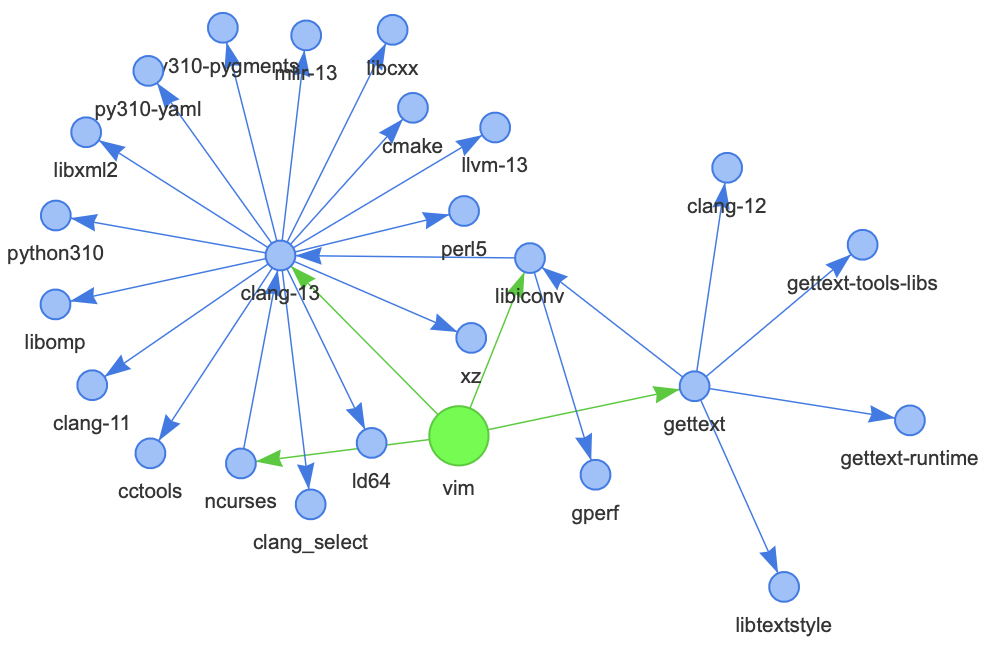 y310-pygments
mlir-13
libcxx
py310-yaml
cmake
libxml2
llvm-13
clang-12
python310
perl5
gettext-tools-libs
clang-13
libiconv
libomp
xz
clang-11
gettext
gettext-runtime
cctools
ncurses
ld64
vim
gperf
clang_select
libtextstyle